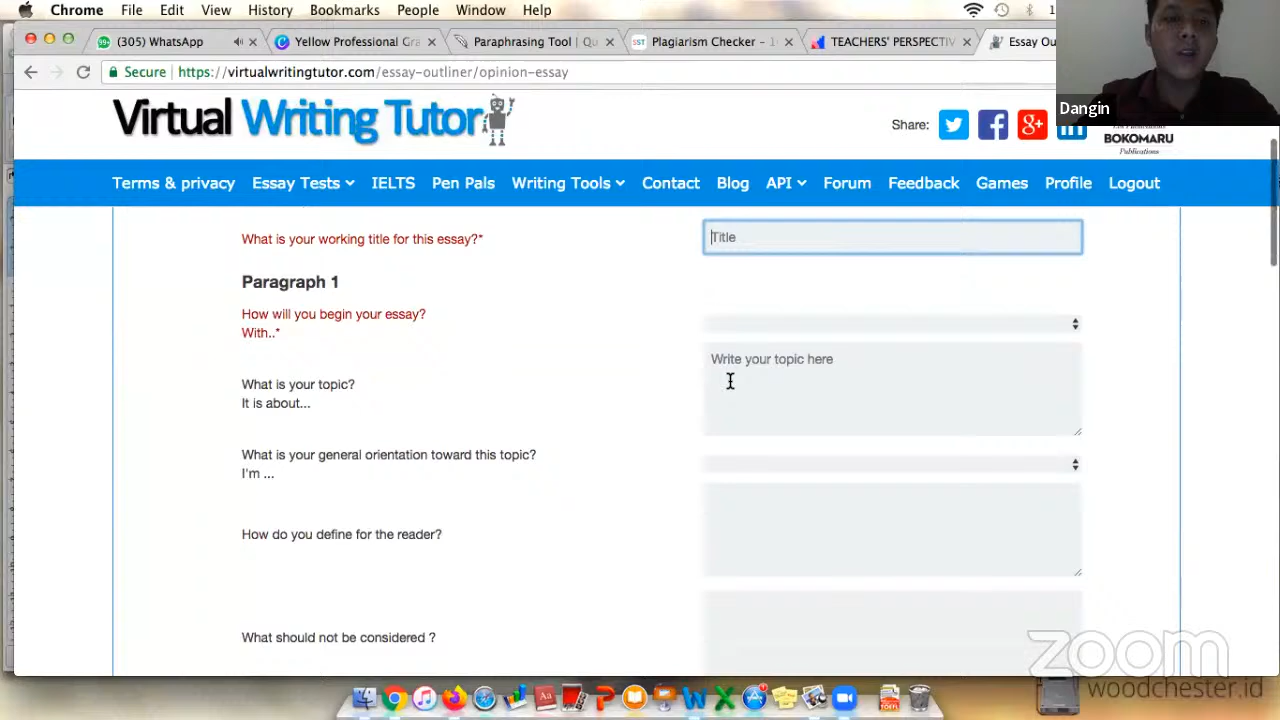 Chrome File Edit View History Bookmarks People Window Help
(305) WhatsApp
Yellow Professional Gra
Paraphrasing Tool | Qu
Plagiarism Checker - 1
TEACHERS' PERSPECTIV
Essay Ou
Secure https://virtualwritingtutor.com/essay-outliner/opinion-essay
Dangin
Virtual Writing Tutor
Share:
BOKOMARU
Publications
Terms & privacy Essay Tests IELTS Pen Pals Writing Tools Contact Blog API Forum Feedback Games Profile Logout
What is your working title for this essay?*
Title
Paragraph 1
How will you begin your essay?
With..*
Write your topic here
What is your topic?
It is about...
What is your general orientation toward this topic?
I'm ...
How do you define for the reader?
What should not be considered ?
zoom
woodchester.id